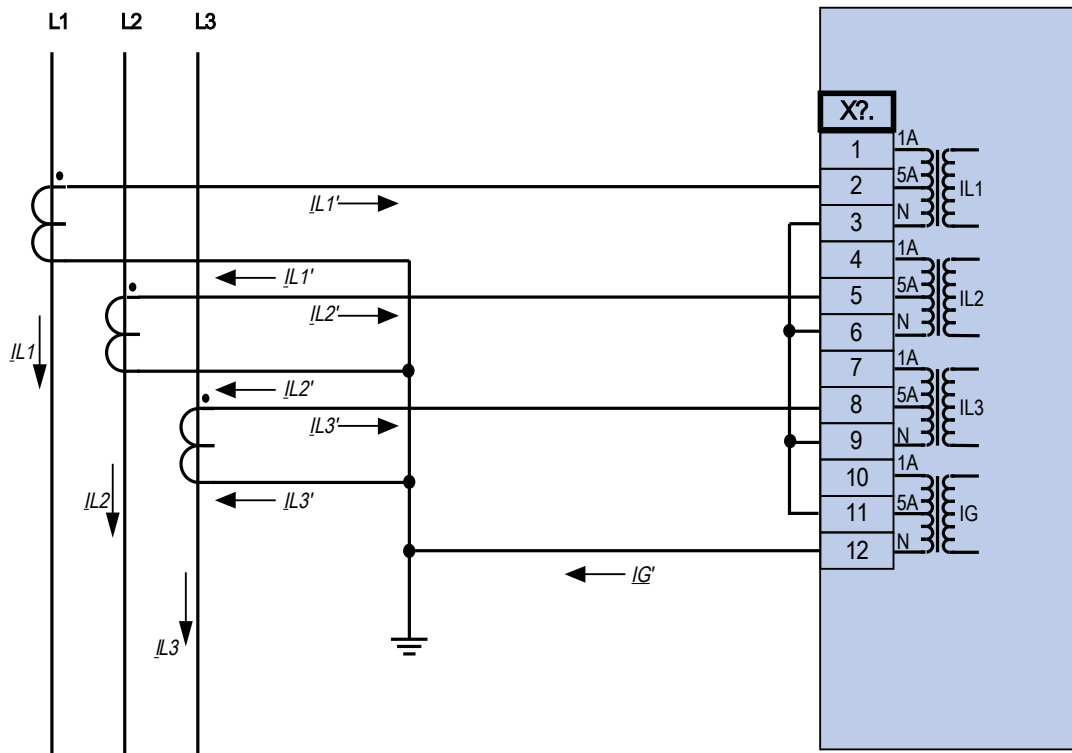 L1 L2 L3
X?.
1 1A
2 5A IL1
3 N
4 1A
5 5A IL2
6 N
7 1A
8 5A IL3
9 N
10 1A
11 5A IG
12 N
IL1'
IL1'
IL2'
IL1
IL2'
IL3'
IL2
IL3'
IG'
IL3